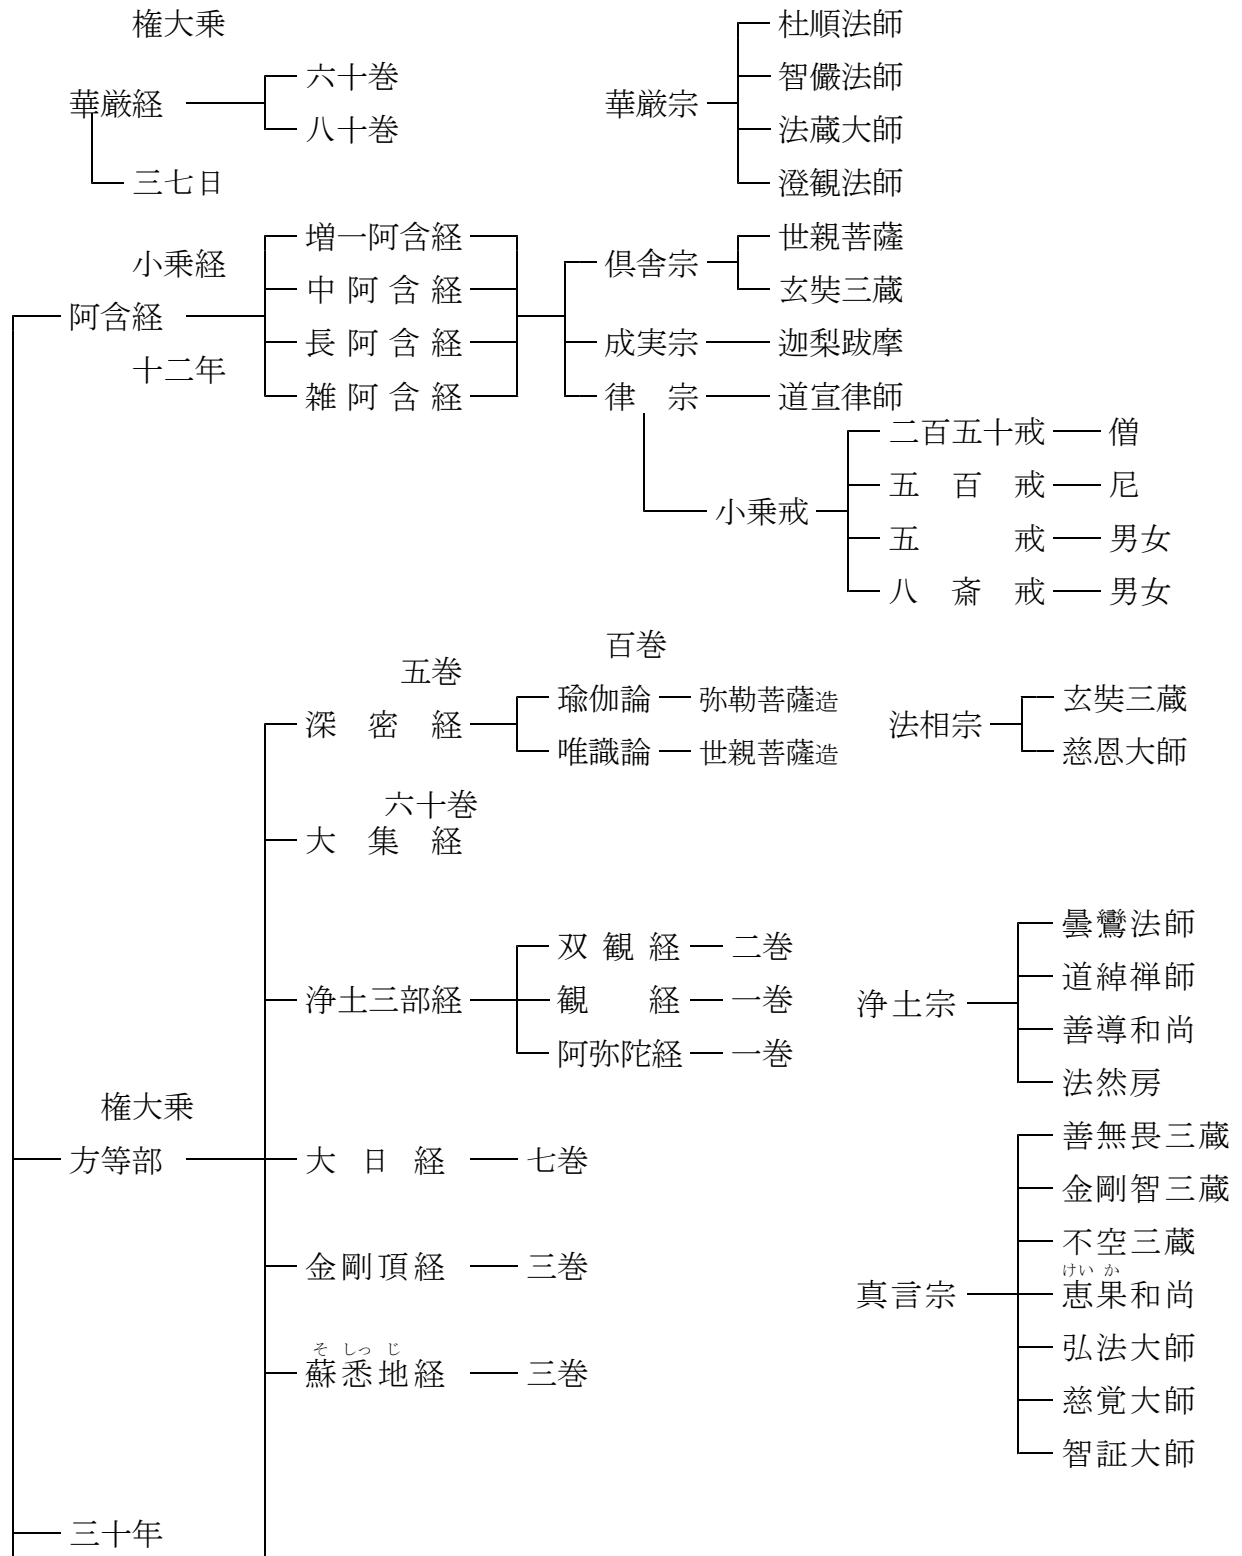 権大乗
華厳経
六十巻
八十巻
三七日
華厳宗
杜順法師
智儼法師
法蔵大師
澄観法師
小乗経
阿含経
十二年
増一阿含経
中阿含経
長阿含経
雑阿含経
倶舎宗
世親菩薩
玄奘三蔵
成実宗
迦梨跋摩
律宗
道宣律師
小乗戒
二百五十戒
僧
五百戒
尼
五戒
男女
八斎戒
男女
五巻
深密経
百巻
瑜伽論
弥勒菩薩造
唯識論
世親菩薩造
法相宗
玄奘三蔵
慈恩大師
六十巻
大集経
浄土三部経
双観経
二巻
観経
一巻
阿弥陀経
一巻
浄土宗
曇鸞法師
道綽禅師
善導和尚
法然房
権大乗
方等部
大日経
七巻
金剛頂経
三巻
そしつじ
蘇悉地経
三巻
真言宗
善無畏三蔵
金剛智三蔵
不空三蔵
けいか
恵果和尚
弘法大師
慈覚大師
智証大師
三十年